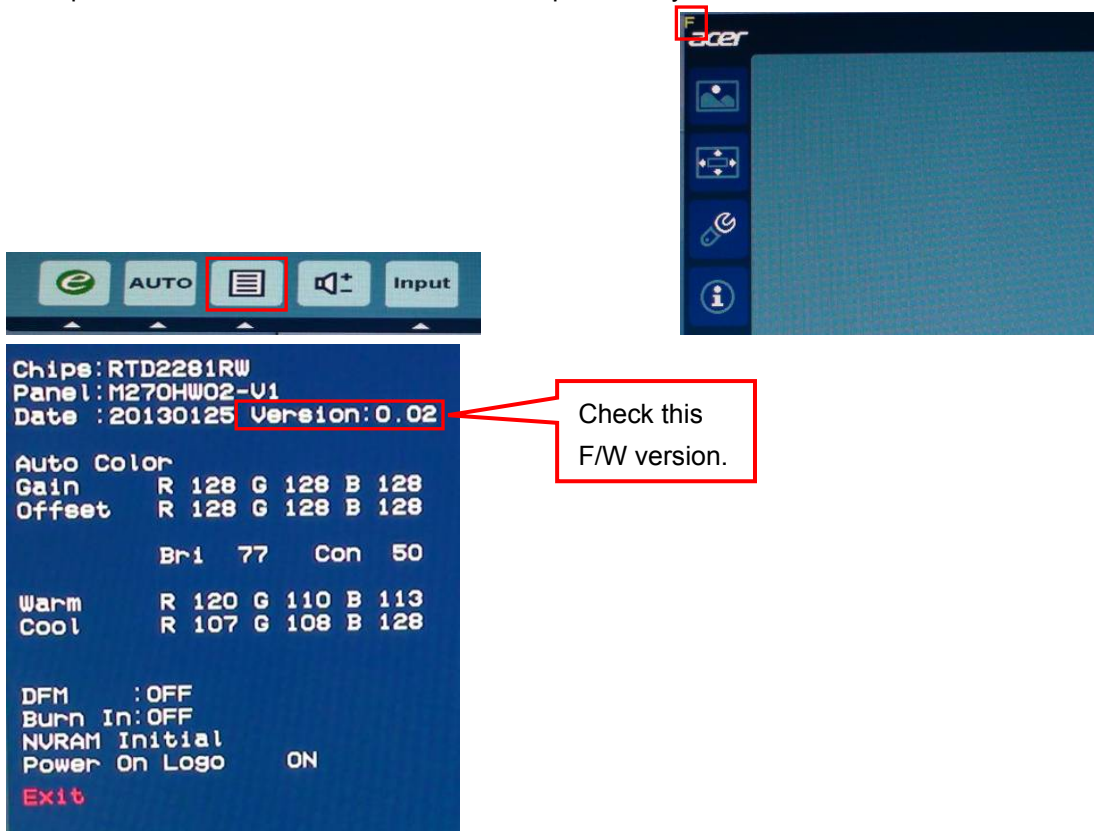 F
acer
AUTO
Input
Chips:RTD2281RW
Panel:M270HW02-V1
Date :20130125 Version:0.02
Check this
F/W version.
Auto Color
Gain R 128 G 128 B 128
Offset R 128 G 128 B 128
Bri 77 Con 50
Warm R 120 G 110 B 113
Cool R 107 G 108 B 128
DFM :OFF
Burn In:OFF
NVRAM Initial
Power On Logo ON
Exit